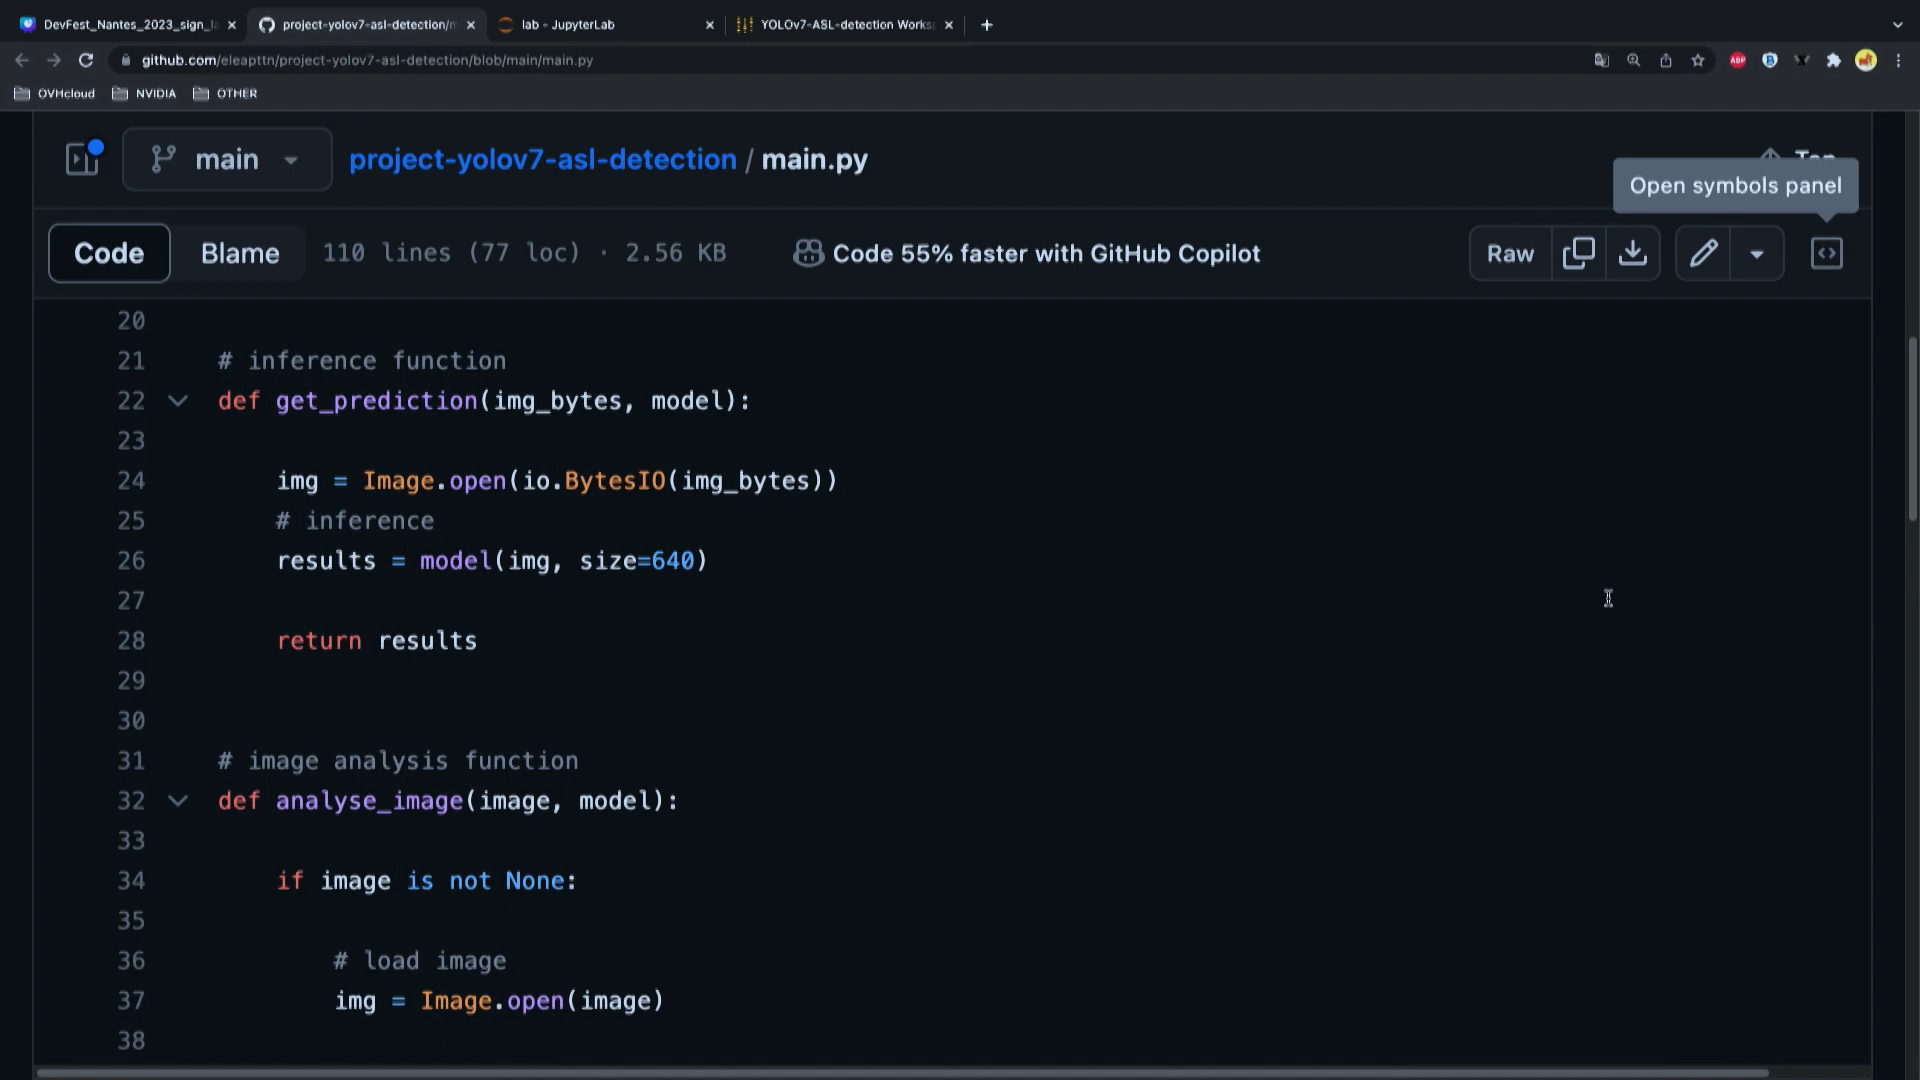 DevFest_Nantes_2023_sign_la
project-yolov7-asl-detection/m
lab - JupyterLab
YOLOv7-ASL-detection Works
github.com/eleapttn/project-yolov7-asl-detection/blob/main/main.py
ABP
OVHcloud
NVIDIA
OTHER
main
project-yolov7-asl-detection / main.py
Top
Open symbols panel
Code
Blame
110 lines (77 loc) · 2.56 KB
Code 55% faster with GitHub Copilot
Raw
20
21 # inference function
22 def get_prediction(img_bytes, model):
23
24 img = Image.open(io.BytesIO(img_bytes))
25 # inference
26 results = model(img, size=640)
27
28 return results
29
30
31 # image analysis function
32 def analyse_image(image, model):
33
34 if image is not None:
35
36 # load image
37 img = Image.open(image)
38